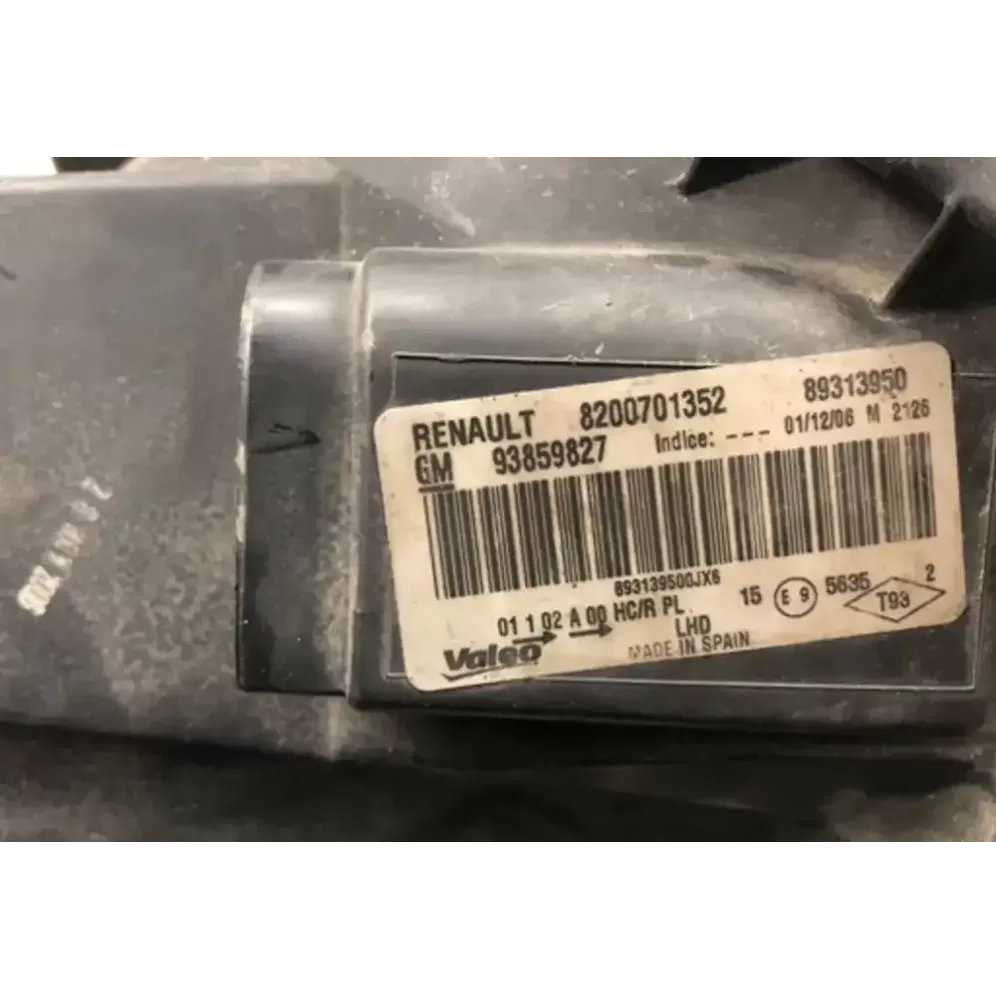 RENAULT 8200701352 89313950
GM 93859827 Indice: --- 01/12/06 M 2126
893139500JX6
01 1 02 A 00 HC/R PL 15 E 9 5635 T93 2
Valeo LHD
MADE IN SPAIN